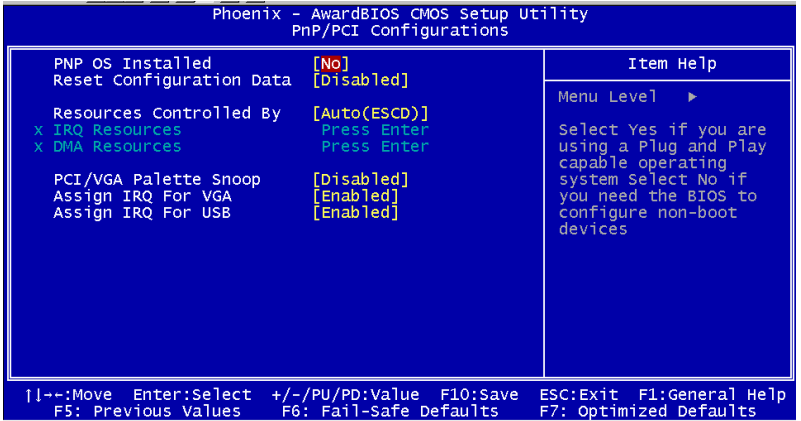 Phoenix - AwardBIOS CMOS Setup Utility
PnP/PCI Configurations
PNP OS Installed [No]
Reset Configuration Data [Disabled]
Resources Controlled By [Auto(ESCD)]
x IRQ Resources Press Enter
x DMA Resources Press Enter
PCI/VGA Palette Snoop [Disabled]
Assign IRQ For VGA [Enabled]
Assign IRQ For USB [Enabled]
Item Help
Menu Level ▶
Select Yes if you are
using a Plug and Play
capable operating
system Select No if
you need the BIOS to
configure non-boot
devices
↑↓→←:Move Enter:Select +/-/PU/PD:Value F10:Save ESC:Exit F1:General Help
F5: Previous Values F6: Fail-Safe Defaults F7: Optimized Defaults